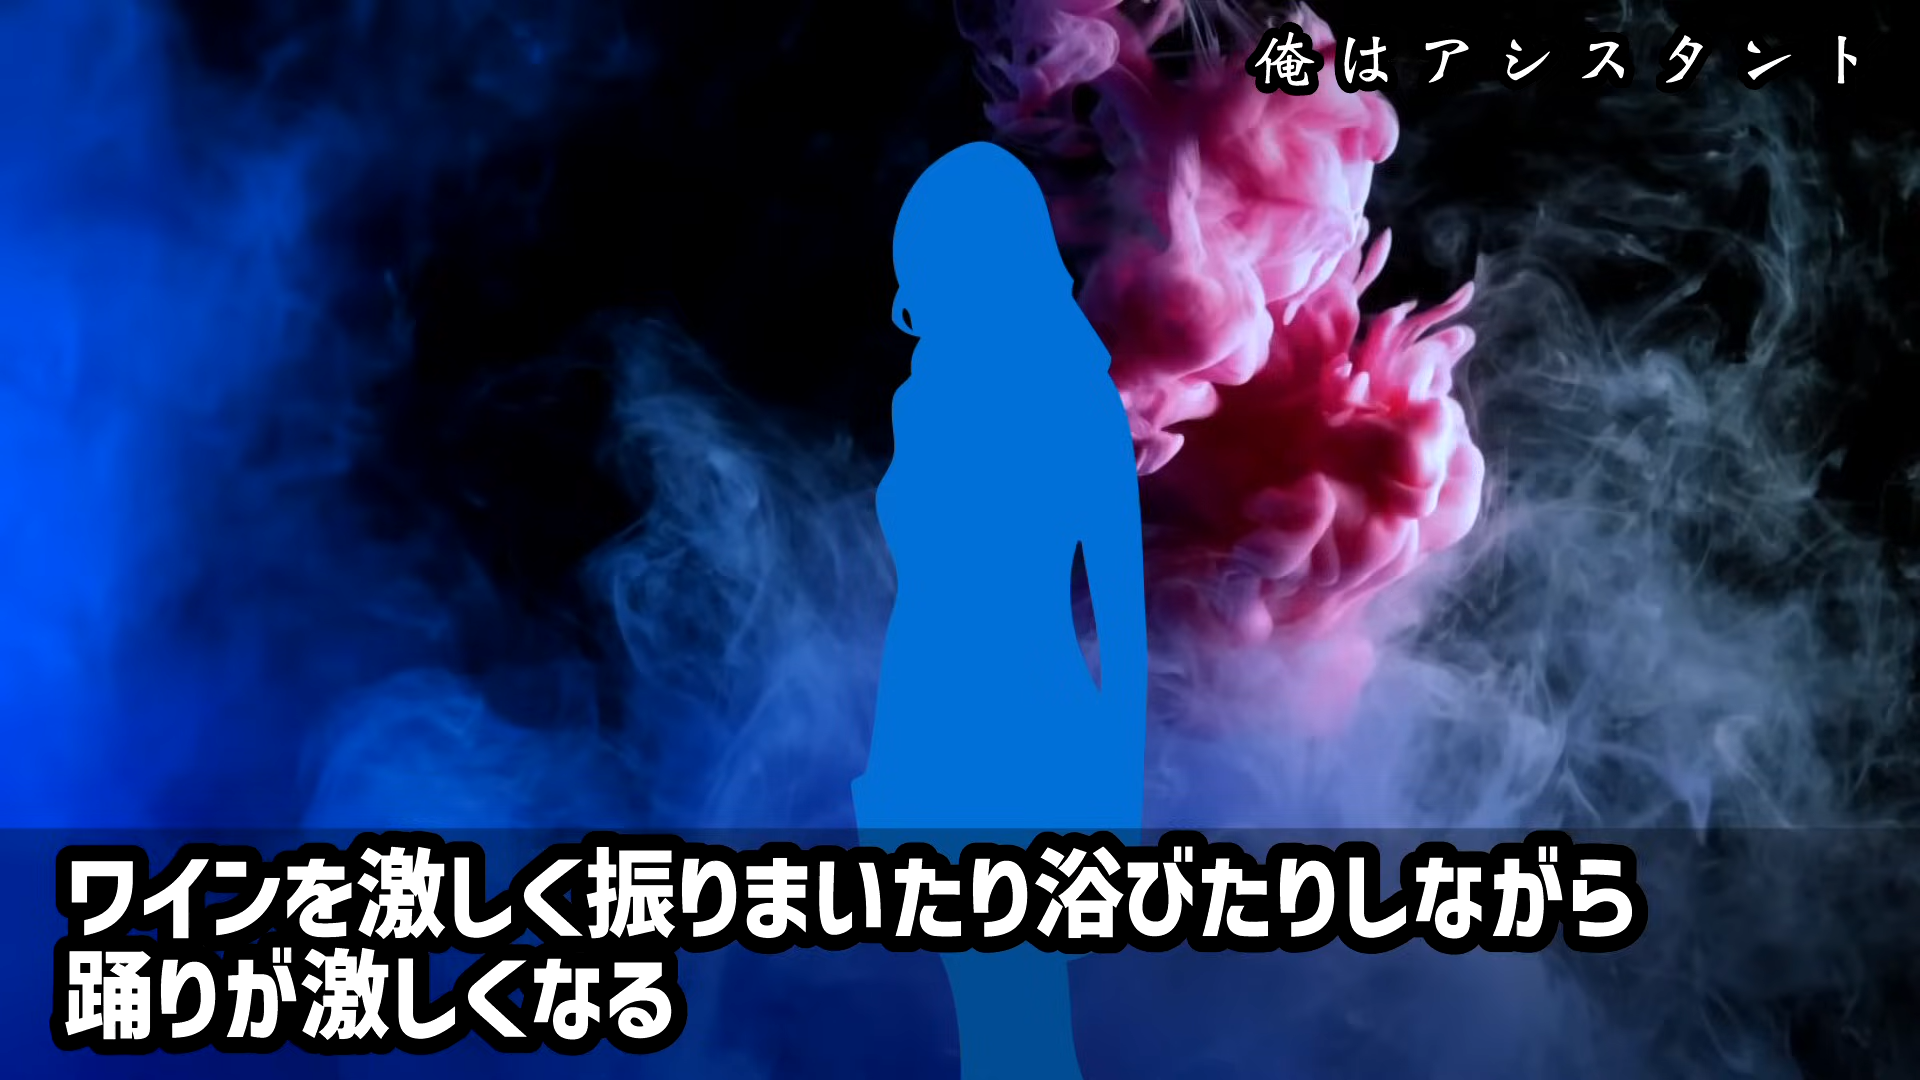 俺はアシスタント
ワインを激しく振りまいたり浴びたりしながら
踊りが激しくなる